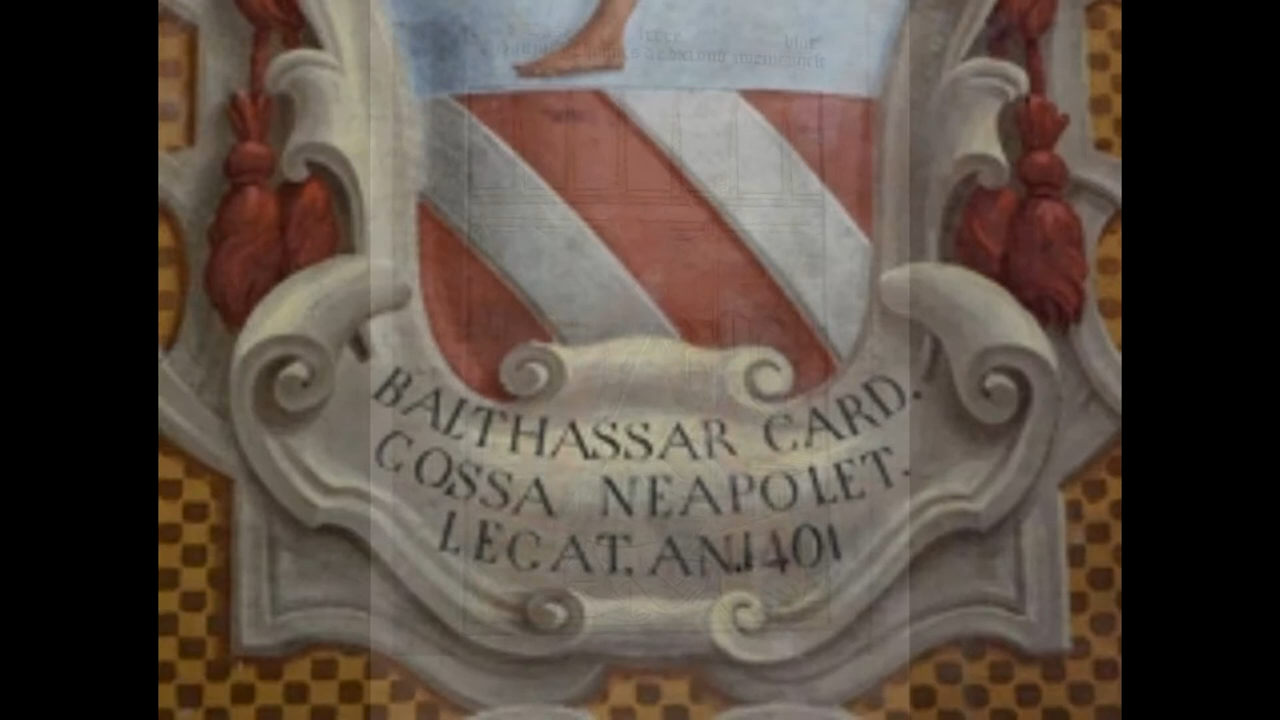 BALTHASSAR CARD.
COSSA NEAPOLET.
LEGAT. AN.1401